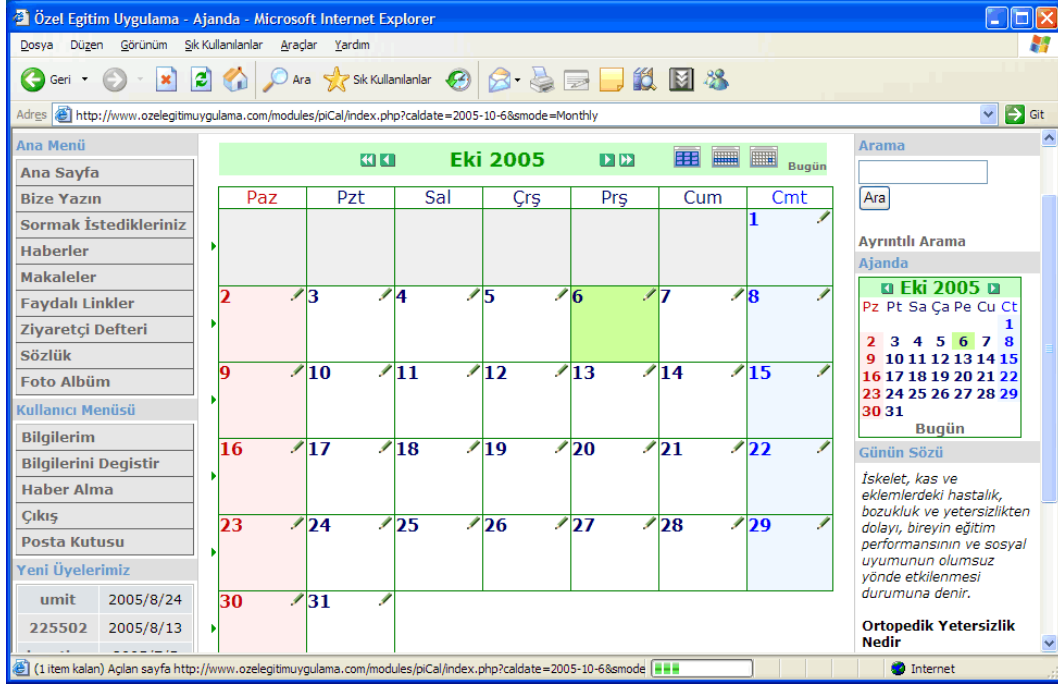 Özel Egitim Uygulama - Ajanda - Microsoft Internet Explorer
Dosya Düzen Görünüm Sık Kullanılanlar Araçlar Yardım
Geri Ara Sık Kullanılanlar
Adres http://www.ozelegitimuygulama.com/modules/piCal/index.php?caldate=2005-10-6&smode=Monthly Git
Ana Menü
Ana Sayfa
Bize Yazın
Sormak İstedikleriniz
Haberler
Makaleler
Faydalı Linkler
Ziyaretçi Defteri
Sözlük
Foto Albüm
Kullanıcı Menüsü
Bilgilerim
Bilgilerini Degistir
Haber Alma
Çıkış
Posta Kutusu
Yeni Üyelerimiz
umit 2005/8/24
225502 2005/8/13
Eki 2005 Bugün
Paz Pzt Sal Çrş Prş Cum Cmt
1
2 3 4 5 6 7 8
9 10 11 12 13 14 15
16 17 18 19 20 21 22
23 24 25 26 27 28 29
30 31
Arama
Ara
Ayrıntılı Arama
Ajanda
Eki 2005
Pz Pt Sa Ça Pe Cu Ct
1
2 3 4 5 6 7 8
9 10 11 12 13 14 15
16 17 18 19 20 21 22
23 24 25 26 27 28 29
30 31
Bugün
Günün Sözü
İskelet, kas ve
eklemlerdeki hastalık,
bozukluk ve yetersizlikten
dolayı, bireyin eğitim
performansının ve sosyal
uyumunun olumsuz
yönde etkilenmesi
durumuna denir.
Ortopedik Yetersizlik
Nedir
(1 item kalan) Açılan sayfa http://www.ozelegitimuygulama.com/modules/piCal/index.php?caldate=2005-10-6&smode Internet